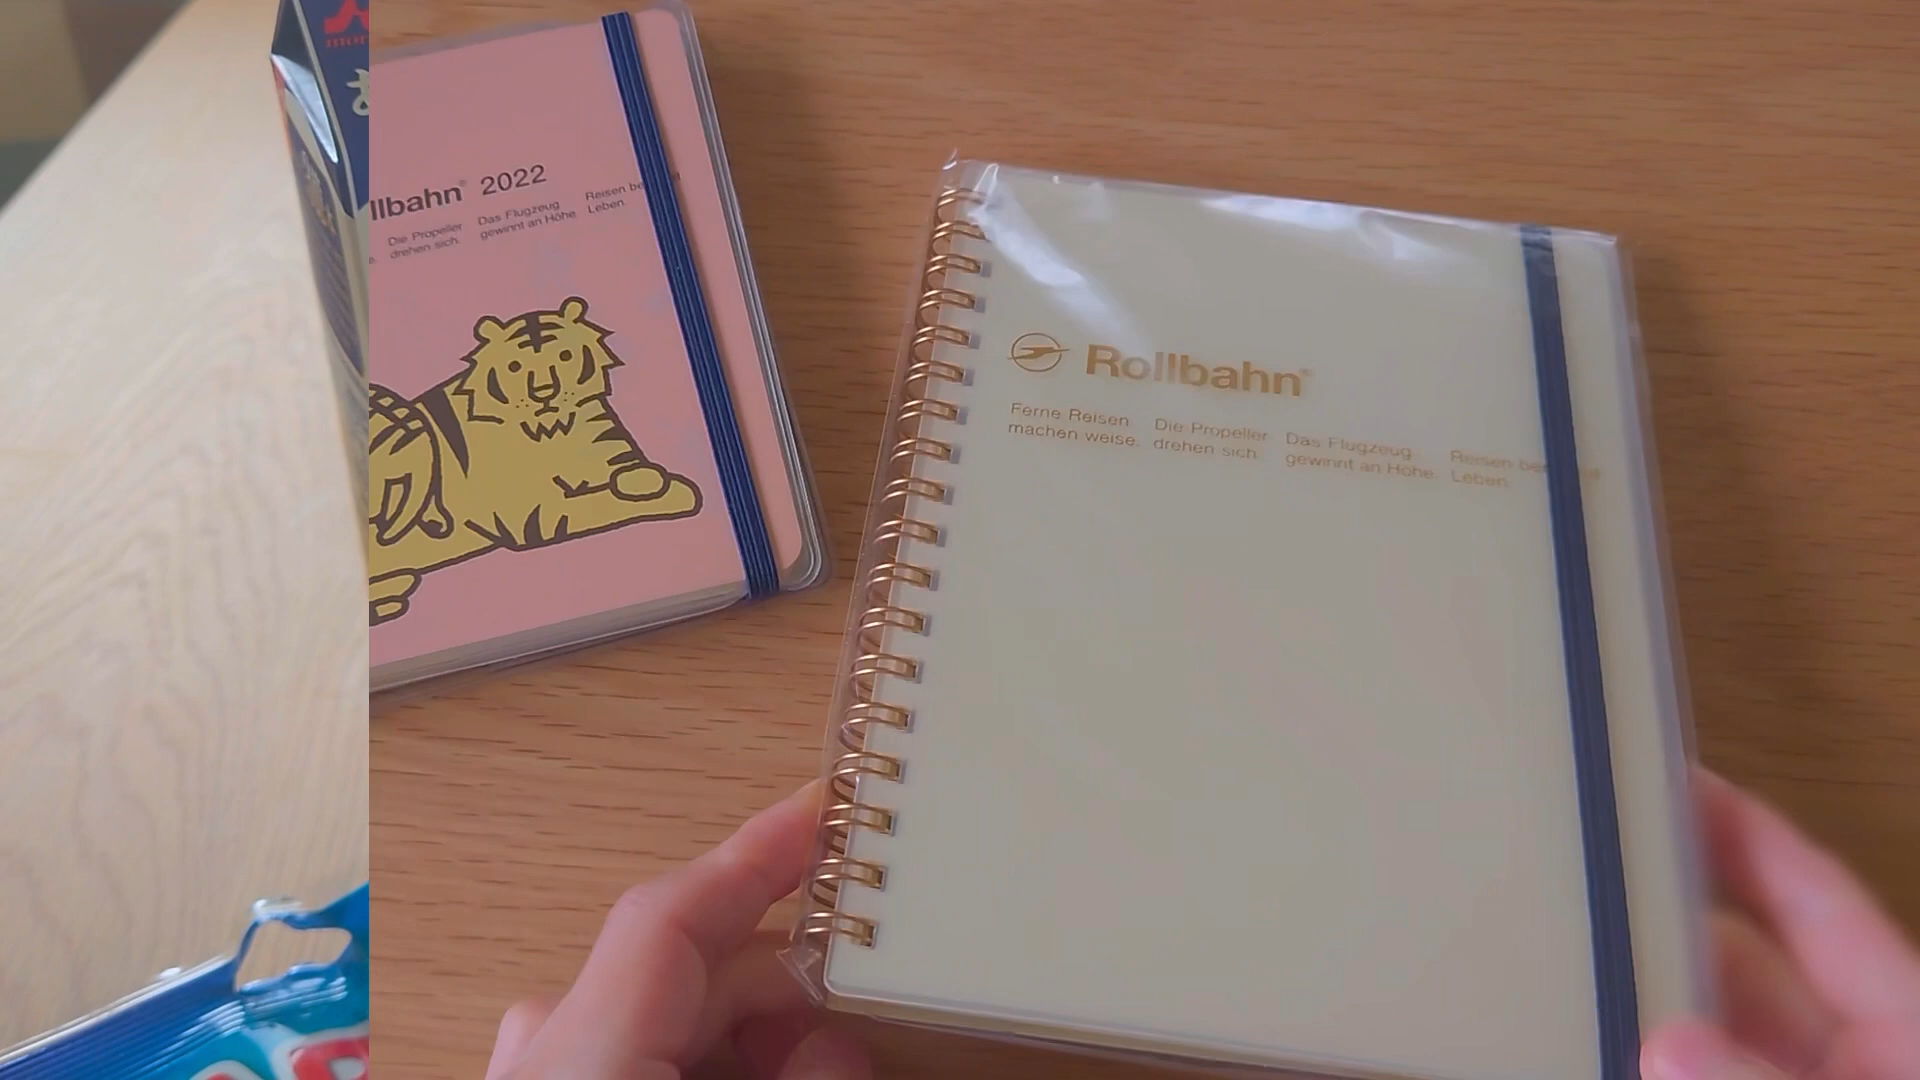 llbahn® 2022
Die Propeller
drehen sich.
Das Flugzeug
gewinnt an Höhe.
Reisen
Leben.
Rollbahn®
Ferne Reisen
machen weise.
Die Propeller
drehen sich.
Das Flugzeug
gewinnt an Höhe.
Reisen
Leben.